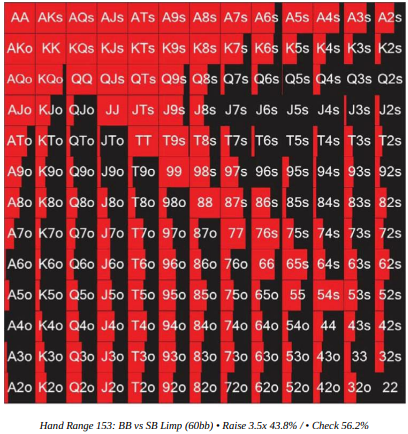 AA AKs AQs AJs ATs A9s A8s A7s A6s A5s A4s A3s A2s
AKo KK KQs KJs KTs K9s K8s K7s K6s K5s K4s K3s K2s
AQo KQo QQ QJs QTs Q9s Q8s Q7s Q6s Q5s Q4s Q3s Q2s
AJo KJo QJo JJ JTs J9s J8s J7s J6s J5s J4s J3s J2s
ATo KTo QTo JTo TT T9s T8s T7s T6s T5s T4s T3s T2s
A9o K9o Q9o J9o T9o 99 98s 97s 96s 95s 94s 93s 92s
A8o K8o Q8o J8o T8o 98o 88 87s 86s 85s 84s 83s 82s
A7o K7o Q7o J7o T7o 97o 87o 77 76s 75s 74s 73s 72s
A6o K6o Q6o J6o T6o 96o 86o 76o 66 65s 64s 63s 62s
A5o K5o Q5o J5o T5o 95o 85o 75o 65o 55 54s 53s 52s
A4o K4o Q4o J4o T4o 94o 84o 74o 64o 54o 44 43s 42s
A3o K3o Q3o J3o T3o 93o 83o 73o 63o 53o 43o 33 32s
A2o K2o Q2o J2o T2o 92o 82o 72o 62o 52o 42o 32o 22
Hand Range 153: BB vs SB Limp (60bb) • Raise 3.5x 43.8% / • Check 56.2%